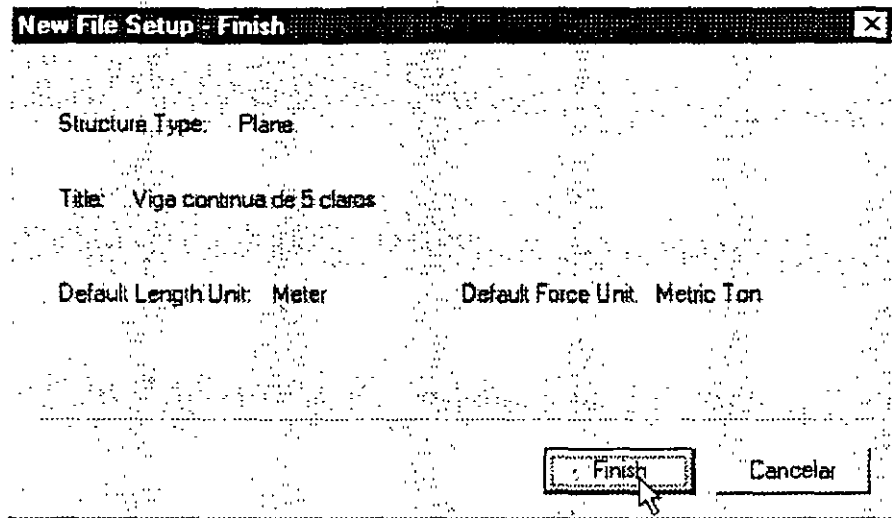 New File Setup - Finish
Structure Type: Plane
Title: Viga continua de 5 claros
Default Length Unit: Meter Default Force Unit: Metric Ton
Finish Cancelar